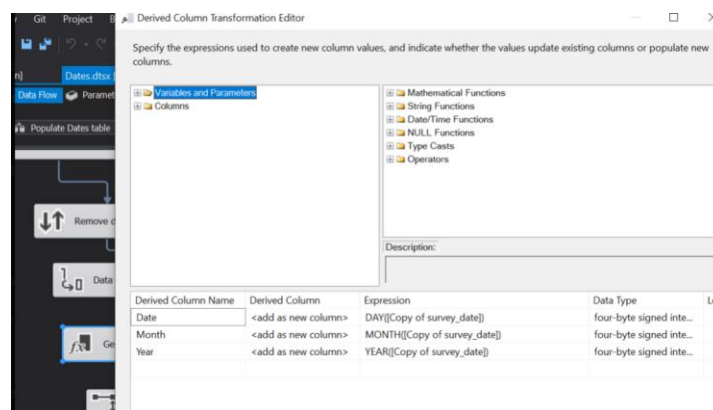 Git Project
Derived Column Transformation Editor
Specify the expressions used to create new column values, and indicate whether the values update existing columns or populate new
columns.
Dates.dtsx
Data Flow Paramet
Populate Dates table
Remove d
Data
Ge
Variables and Parameters
Columns
Mathematical Functions
String Functions
Date/Time Functions
NULL Functions
Type Casts
Operators
Description:
Derived Column Name Derived Column Expression Data Type
Date <add as new column> DAY([Copy of survey_date]) four-byte signed inte...
Month <add as new column> MONTH([Copy of survey_date]) four-byte signed inte...
Year <add as new column> YEAR([Copy of survey_date]) four-byte signed inte...